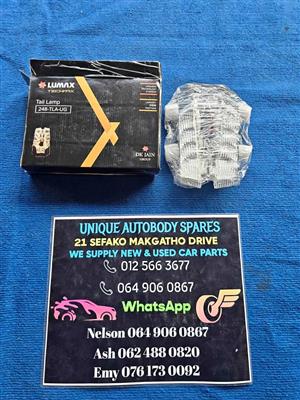 LUMAX
TECHMAX
Tail Lamp
248-TLA-UG
DK JAIN
GROUP
UNIQUE AUTOBODY SPARES
21 SEFAKO MAKGATHO DRIVE
WE SUPPLY NEW & USED CAR PARTS
012 566 3677
064 906 0867
WhatsApp
Nelson 064 906 0867
Ash 062 488 0820
Emy 076 173 0092